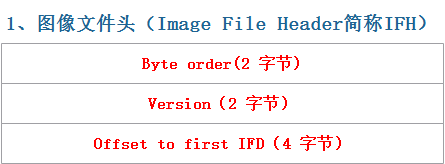 1、图像文件头（Image File Header简称IFH）
Byte order(2 字节)
Version（2 字节）
Offset to first IFD（4 字节）